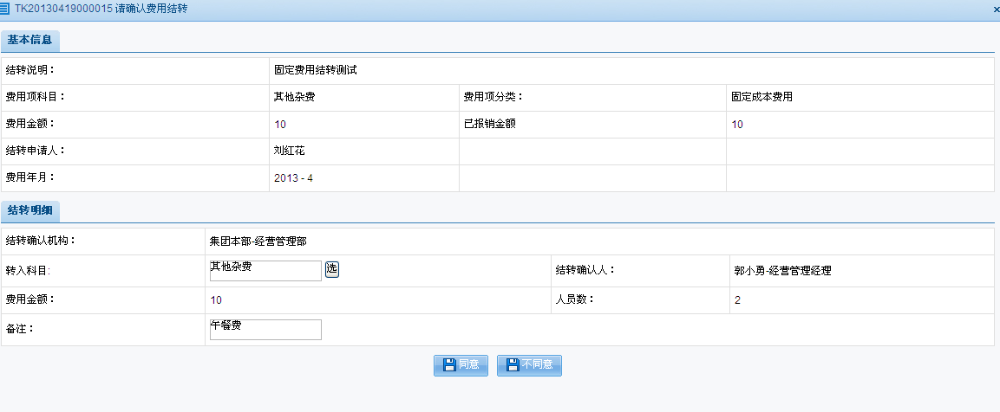 TK20130419000015 请确认费用结转
基本信息
结转说明： 固定费用结转测试
费用项科目： 其他杂费 费用项分类： 固定成本费用
费用金额： 10 已报销金额 10
结转申请人： 刘红花
费用年月： 2013 - 4
结转明细
结转确认机构： 集团本部-经营管理部
转入科目: 其他杂费 选 结转确认人： 郭小勇-经营管理经理
费用金额： 10 人员数： 2
备注： 午餐费
同意 不同意